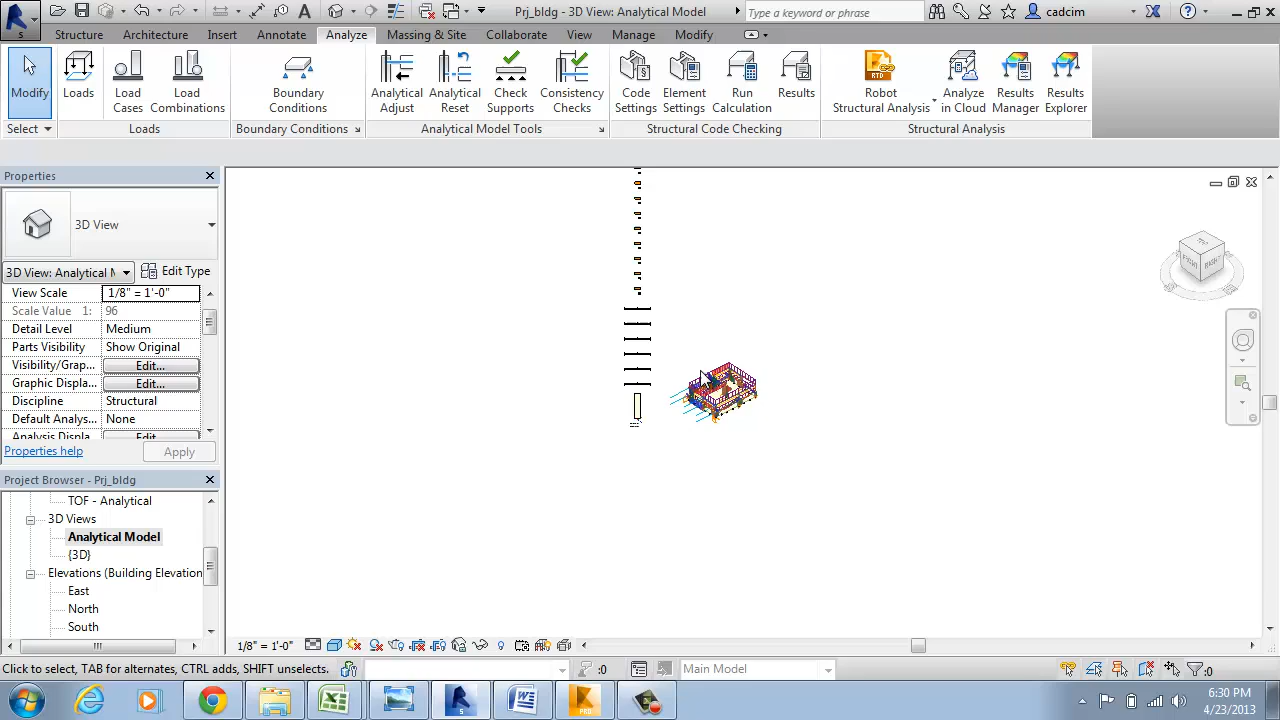 Prj_bldg - 3D View: Analytical Model
Type a keyword or phrase
cadcim
S
Structure
Architecture
Insert
Annotate
Analyze
Massing & Site
Collaborate
View
Manage
Modify
Modify
Loads
Load
Cases
Load
Combinations
Boundary
Conditions
Analytical
Adjust
Analytical
Reset
Check
Supports
Consistency
Checks
Code
Settings
Element
Settings
Run
Calculation
Results
RTD
Robot
Structural Analysis
Analyze
in Cloud
Results
Manager
Results
Explorer
Select
Loads
Boundary Conditions
Analytical Model Tools
Structural Code Checking
Structural Analysis
Properties
3D View
3D View: Analytical M
Edit Type
View Scale 1/8" = 1'-0"
Scale Value 1: 96
Detail Level Medium
Parts Visibility Show Original
Visibility/Grap... Edit...
Graphic Displa... Edit...
Discipline Structural
Default Analys... None
Analysis Displa Edit
Properties help
Apply
Project Browser - Prj_bldg
TOF - Analytical
3D Views
Analytical Model
{3D}
Elevations (Building Elevation
East
North
South
FRONT
RIGHT
1/8" = 1'-0"
Click to select, TAB for alternates, CTRL adds, SHIFT unselects.
:0
Main Model
:0
6:30 PM
4/23/2013